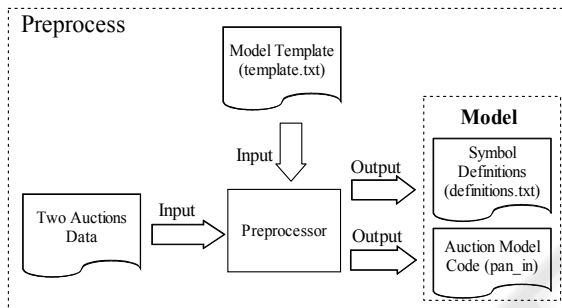 Preprocess
Model Template
(template.txt)
Input
Two Auctions
Data
Input
Preprocessor
Output
Output
Model
Symbol
Definitions
(definitions.txt)
Auction Model
Code (pan_in)